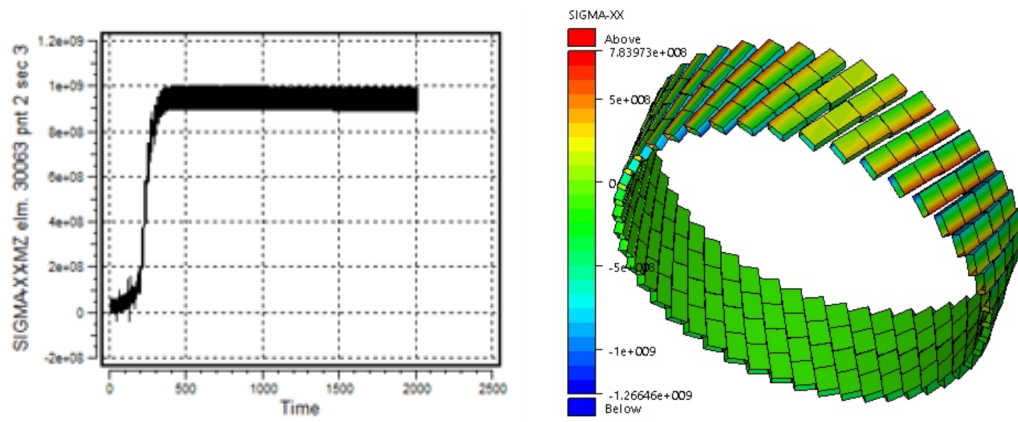 SIGMA-XXMZ elm. 30063 pnt 2 sec 3
1.2e+09
1e+09
8e+08
6e+08
4e+08
2e+08
0
-2e+08
0 500 1000 1500 2000 2500
Time
SIGMA-XX
Above
7.83973e+008
5e+008
0
-5e+008
-1e+009
-1.26646e+009
Below